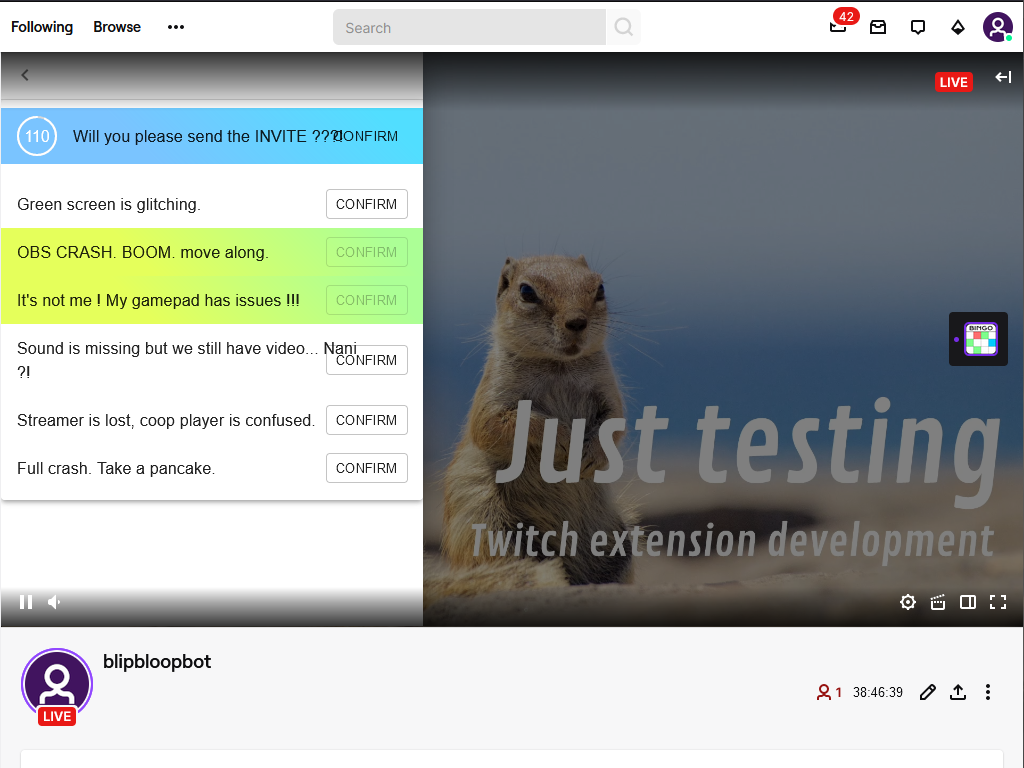 Following Browse
Search
42
LIVE
110 Will you please send the INVITE ???!! CONFIRM
Green screen is glitching. CONFIRM
OBS CRASH. BOOM. move along. CONFIRM
It's not me ! My gamepad has issues !!! CONFIRM
Sound is missing but we still have video... Nani
?!
CONFIRM
Streamer is lost, coop player is confused. CONFIRM
Full crash. Take a pancake. CONFIRM
BINGO
Just testing
Twitch extension development
blipbloopbot
LIVE
1 38:46:39